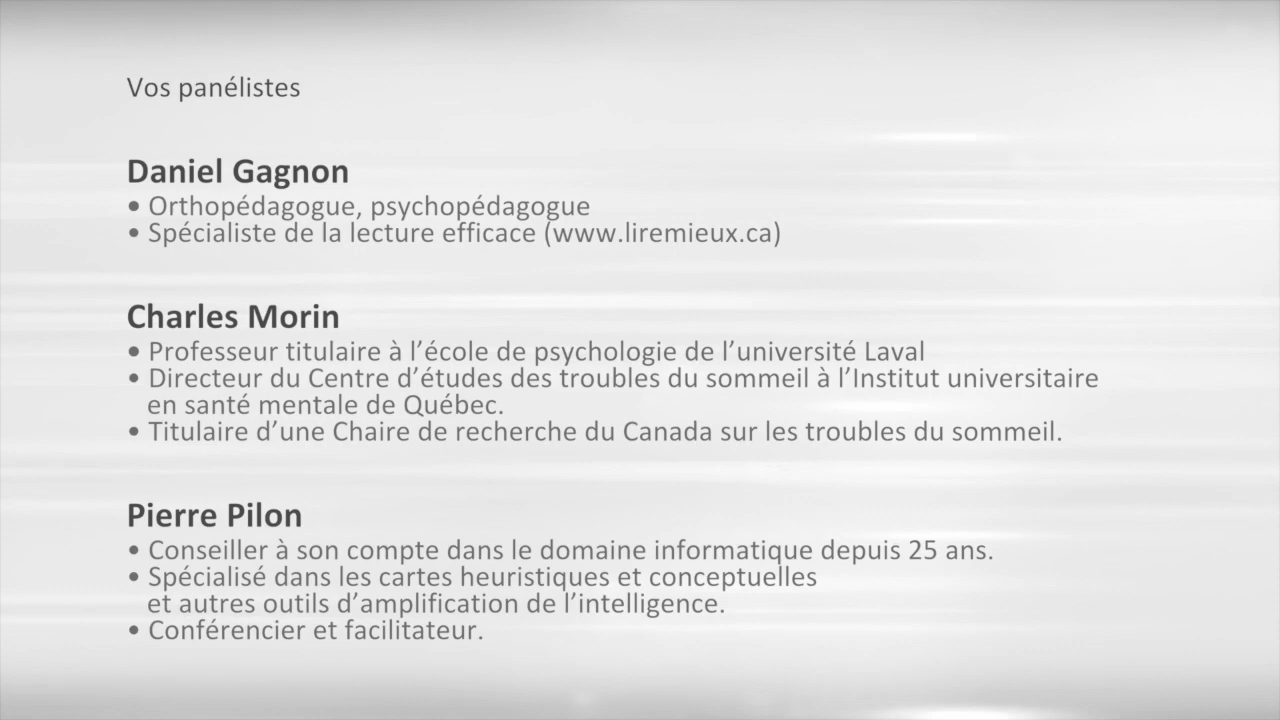 Vos panélistes
Daniel Gagnon
• Orthopédagogue, psychopédagogue
• Spécialiste de la lecture efficace (www.liremieux.ca)
Charles Morin
• Professeur titulaire à l’école de psychologie de l’université Laval
• Directeur du Centre d’études des troubles du sommeil à l’Institut universitaire
en santé mentale de Québec.
• Titulaire d’une Chaire de recherche du Canada sur les troubles du sommeil.
Pierre Pilon
• Conseiller à son compte dans le domaine informatique depuis 25 ans.
• Spécialisé dans les cartes heuristiques et conceptuelles
et autres outils d’amplification de l’intelligence.
• Conférencier et facilitateur.